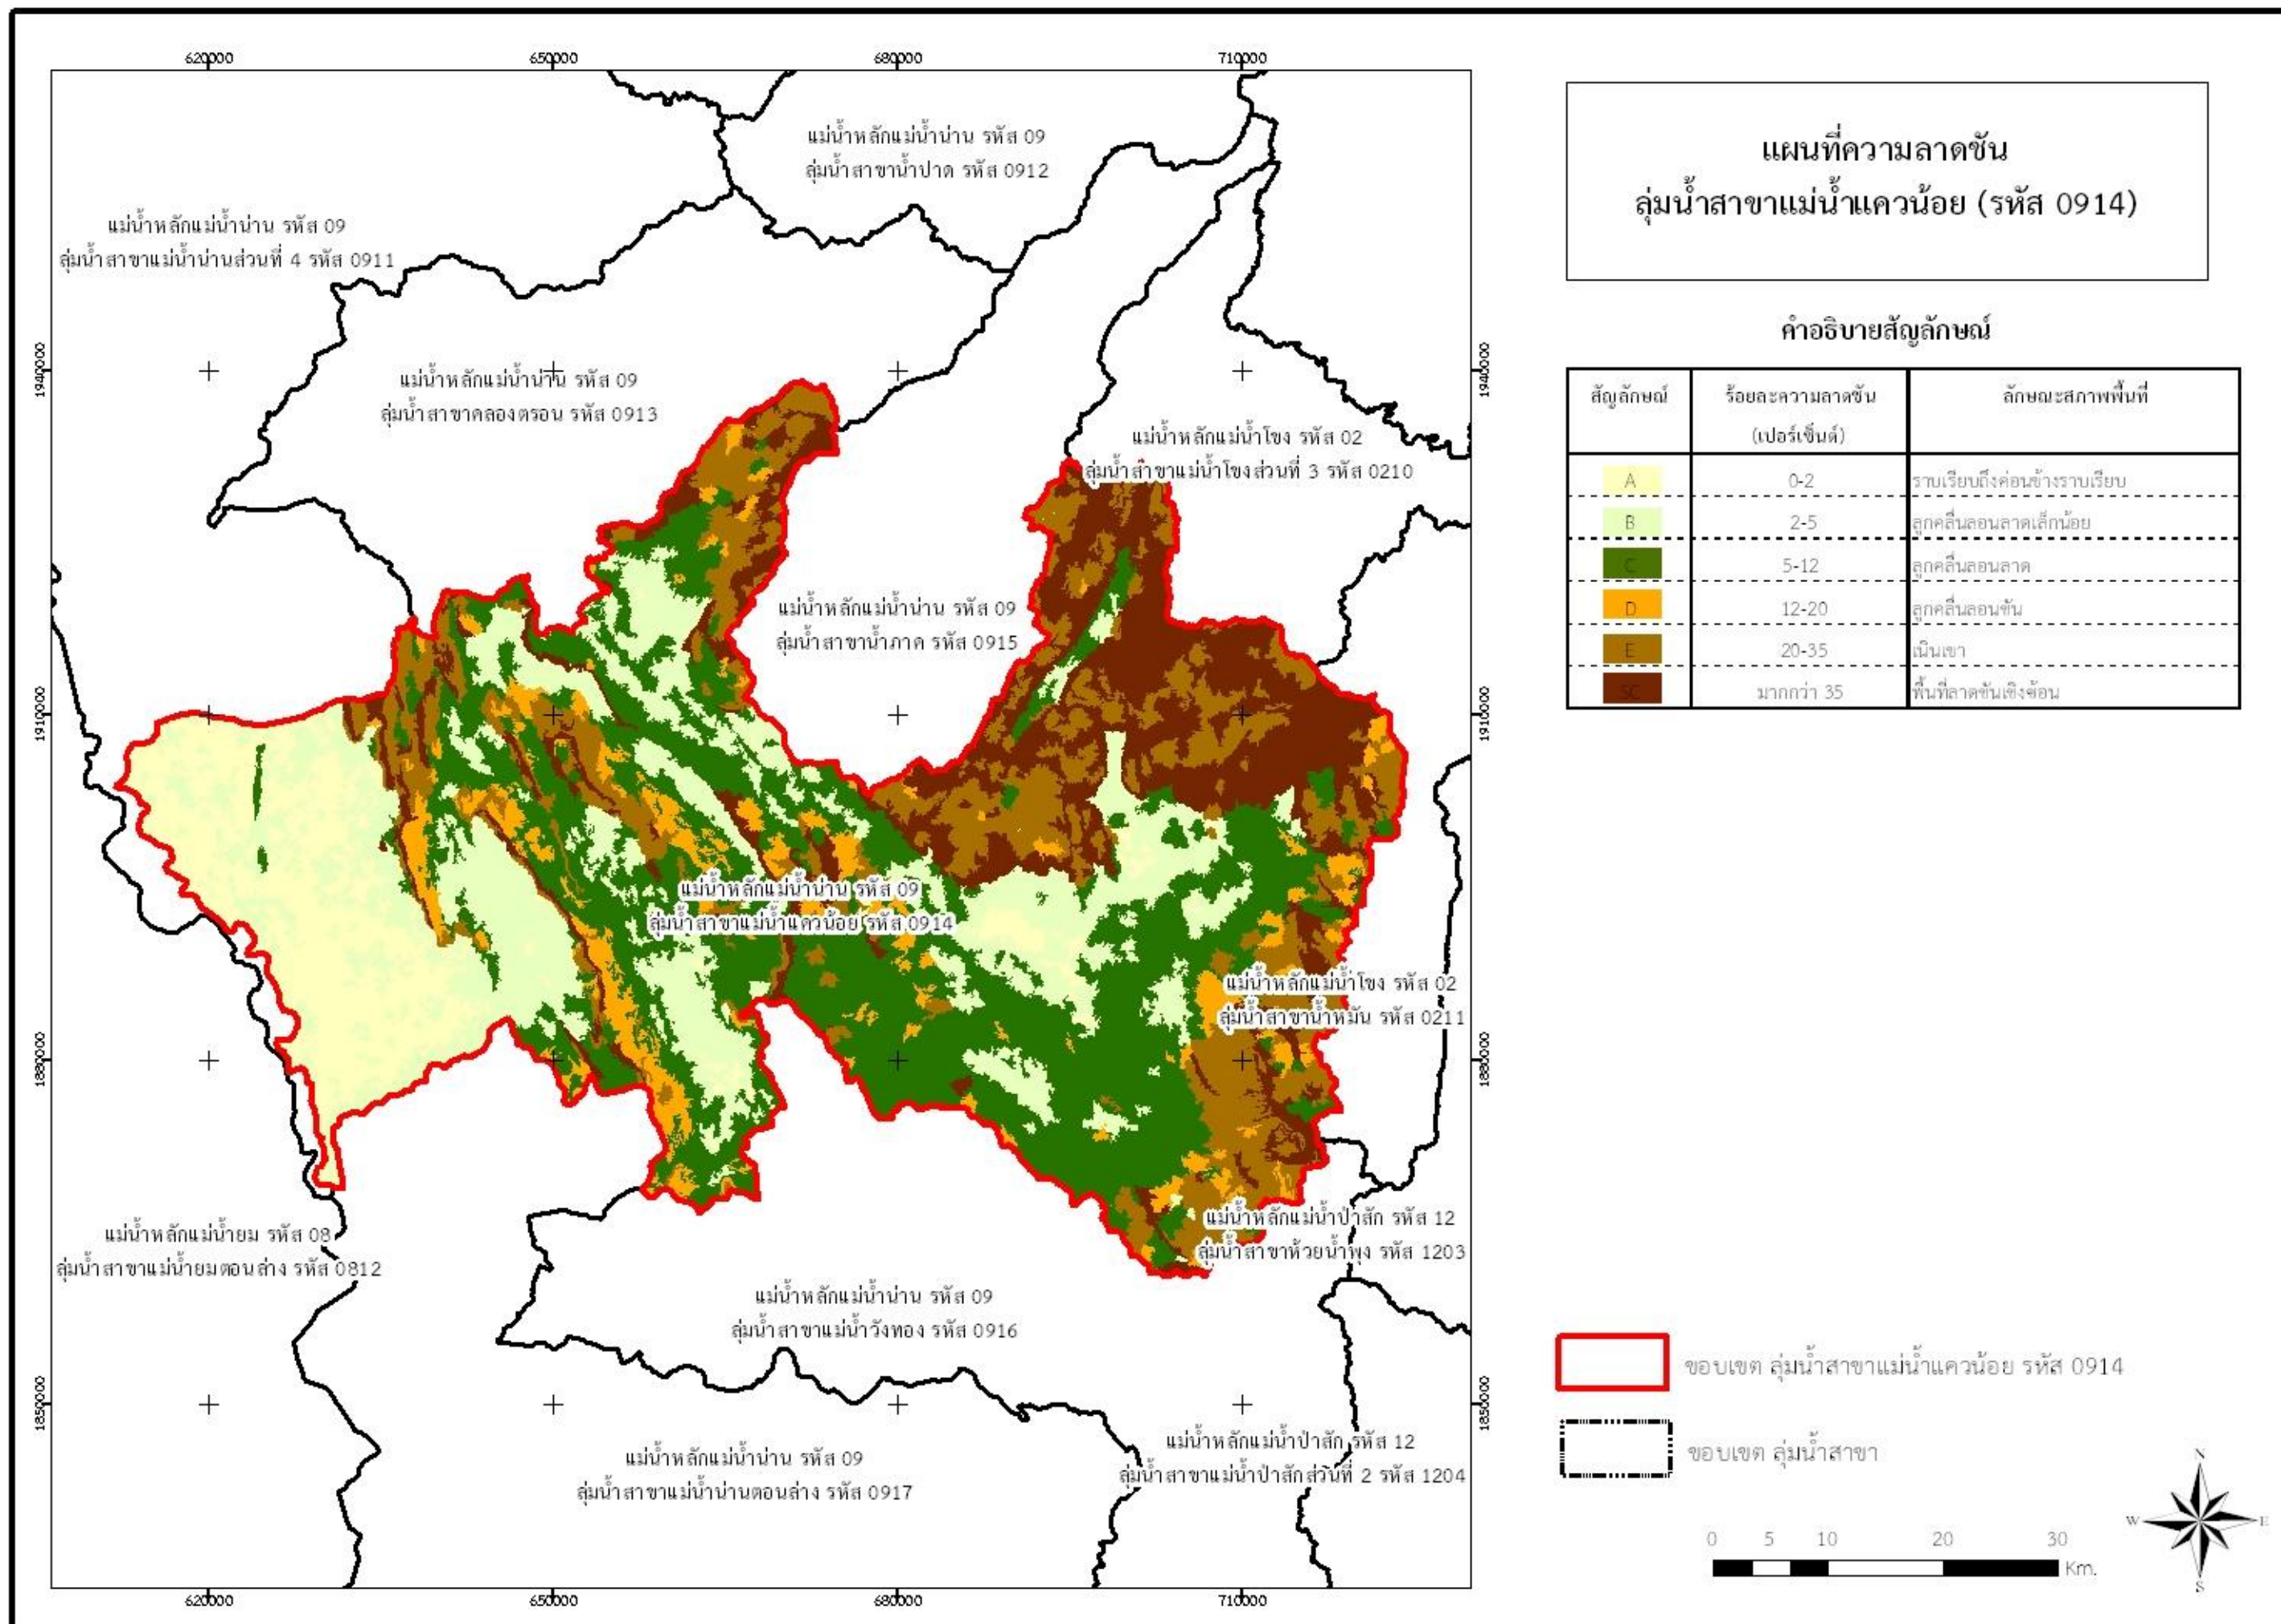 620000
650000
680000
710000
แม่น้ำหลักแม่น้ำน่าน รหัส 09
ลุ่มน้ำสาขาน้ำปาด รหัส 0912
แม่น้ำหลักแม่น้ำน่าน รหัส 09
ลุ่มน้ำสาขาแม่น้ำน่านส่วนที่ 4 รหัส 0911
1940000
1940000
แม่น้ำหลักแม่น้ำน่าน รหัส 09
ลุ่มน้ำสาขาคลองตรอน รหัส 0913
แม่น้ำหลักแม่น้ำโขง รหัส 02
ลุ่มน้ำสาขาแม่น้ำโขงส่วนที่ 3 รหัส 0210
แม่น้ำหลักแม่น้ำน่าน รหัส 09
ลุ่มน้ำสาขาน้ำภาค รหัส 0915
1910000
1910000
แม่น้ำหลักแม่น้ำน่าน รหัส 09
ลุ่มน้ำสาขาแม่น้ำแควน้อย รหัส 0914
แม่น้ำหลักแม่น้ำโขง รหัส 02
ลุ่มน้ำสาขาน้ำหมัน รหัส 0211
1880000
1880000
แม่น้ำหลักแม่น้ำป่าสัก รหัส 12
ลุ่มน้ำสาขาห้วยน้ำพุง รหัส 1203
แม่น้ำหลักแม่น้ำยม รหัส 08
ลุ่มน้ำสาขาแม่น้ำยมตอนล่าง รหัส 0812
แม่น้ำหลักแม่น้ำน่าน รหัส 09
ลุ่มน้ำสาขาแม่น้ำวังทอง รหัส 0916
1850000
1850000
แม่น้ำหลักแม่น้ำป่าสัก รหัส 12
ลุ่มน้ำสาขาแม่น้ำป่าสักส่วนที่ 2 รหัส 1204
แม่น้ำหลักแม่น้ำน่าน รหัส 09
ลุ่มน้ำสาขาแม่น้ำน่านตอนล่าง รหัส 0917
620000
650000
680000
710000
แผนที่ความลาดชัน
ลุ่มน้ำสาขาแม่น้ำแควน้อย (รหัส 0914)
คำอธิบายสัญลักษณ์
สัญลักษณ์ ร้อยละความลาดชัน ลักษณะสภาพพื้นที่
(เปอร์เซ็นต์)
A 0-2 ราบเรียบถึงค่อนข้างราบเรียบ
B 2-5 ลูกคลื่นลอนลาดเล็กน้อย
C 5-12 ลูกคลื่นลอนลาด
D 12-20 ลูกคลื่นลอนชัน
E 20-35 เนินเขา
SC มากกว่า 35 พื้นที่ลาดชันเชิงซ้อน
ขอบเขต ลุ่มน้ำสาขาแม่น้ำแควน้อย รหัส 0914
ขอบเขต ลุ่มน้ำสาขา
0 5 10 20 30
Km.
N
W E
S